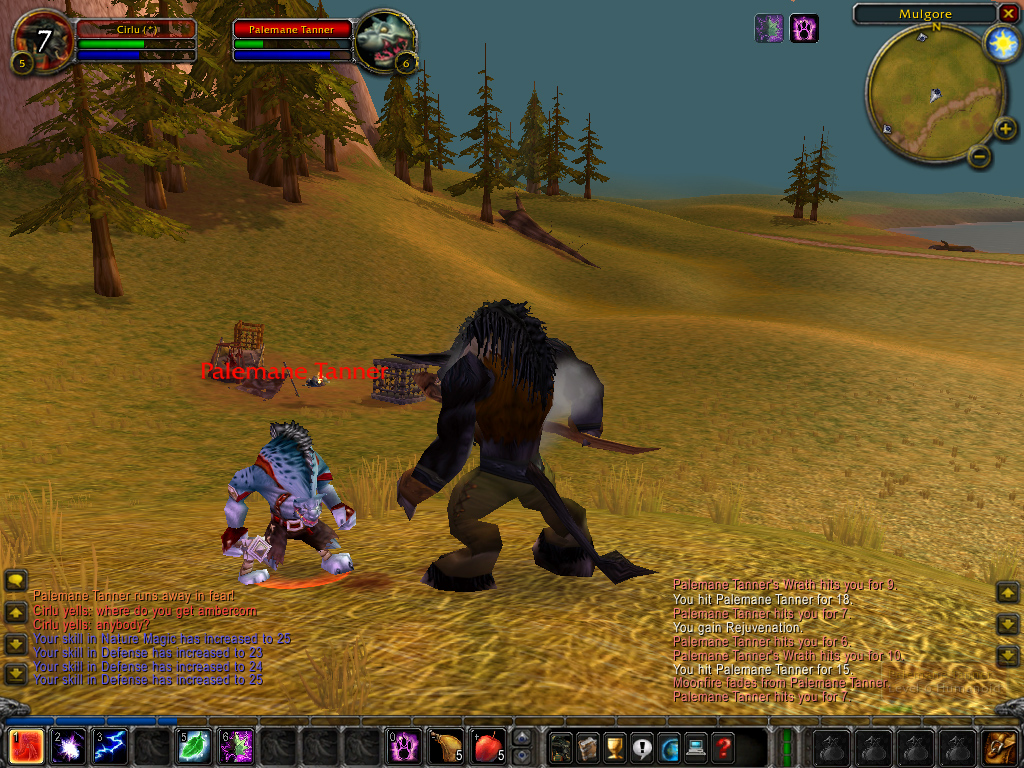 Cirlu
7
5
Palemane Tanner
6
Mulgore
N
Palemane Tanner
Palemane Tanner runs away in fear!
Cirlu yells: where do you get ambercorn
Cirlu yells: anybody?
Your skill in Nature Magic has increased to 25
Your skill in Defense has increased to 23
Your skill in Defense has increased to 24
Your skill in Defense has increased to 25
Palemane Tanner's Wrath hits you for 9.
You hit Palemane Tanner for 18.
Palemane Tanner hits you for 7.
You gain Rejuvenation.
Palemane Tanner hits you for 6.
Palemane Tanner's Wrath hits you for 10.
You hit Palemane Tanner for 15.
Moonfire fades from Palemane Tanner.
Palemane Tanner hits you for 7.
1 2 3 5 6 0 5 5